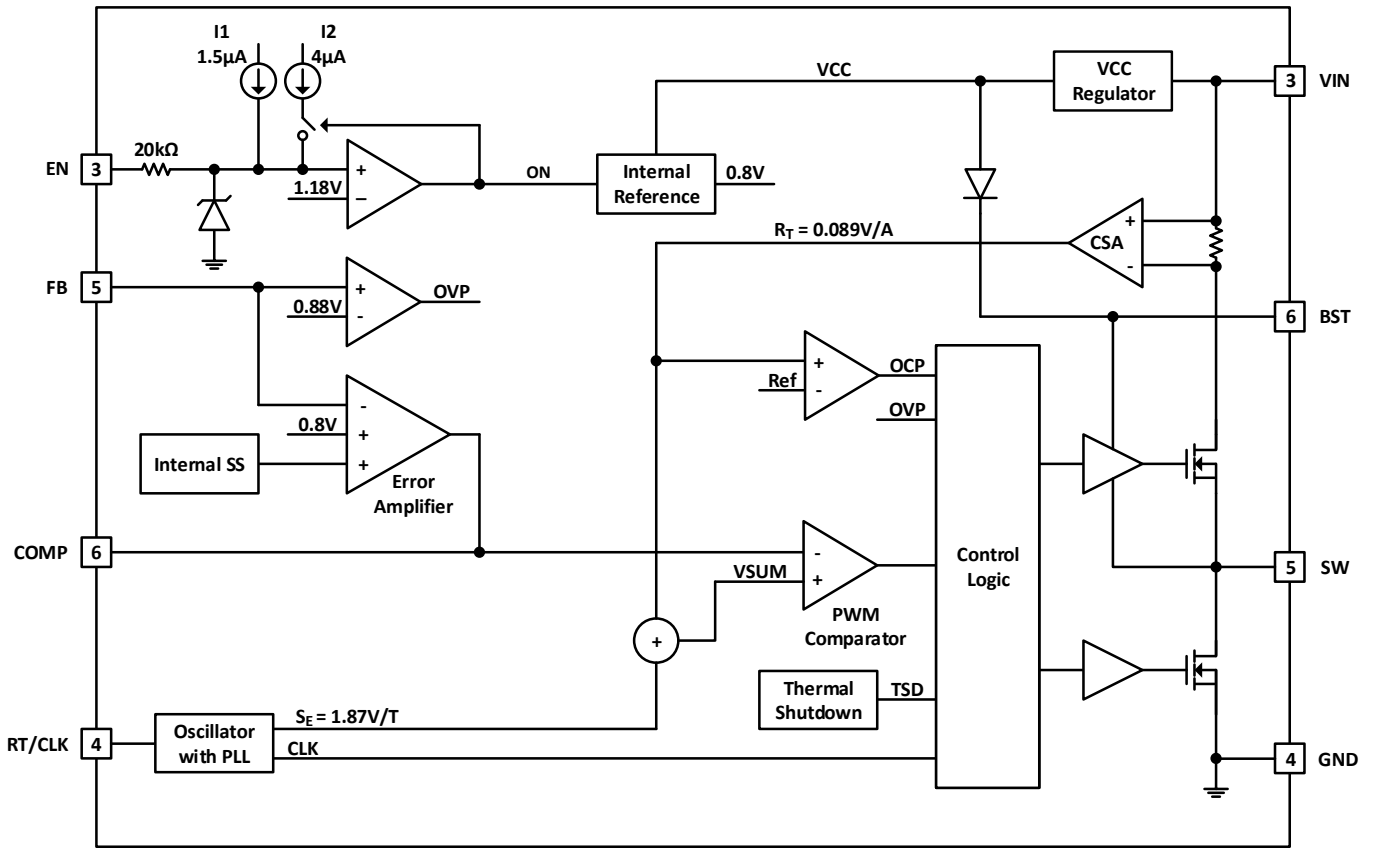 I1
1.5µA
I2
4µA
VCC
VCC
Regulator
3
VIN
EN
3
20kΩ
+
1.18V
−
ON
Internal
Reference
0.8V
RT = 0.089V/A
CSA
+
-
FB
5
+
0.88V
-
OVP
6
BST
Ref
+
-
OCP
OVP
-
0.8V
+
+
Internal SS
Error
Amplifier
COMP
6
-
VSUM
+
PWM
Comparator
Control
Logic
5
SW
+
Thermal
Shutdown
TSD
RT/CLK
4
Oscillator
with PLL
SE = 1.87V/T
CLK
4
GND